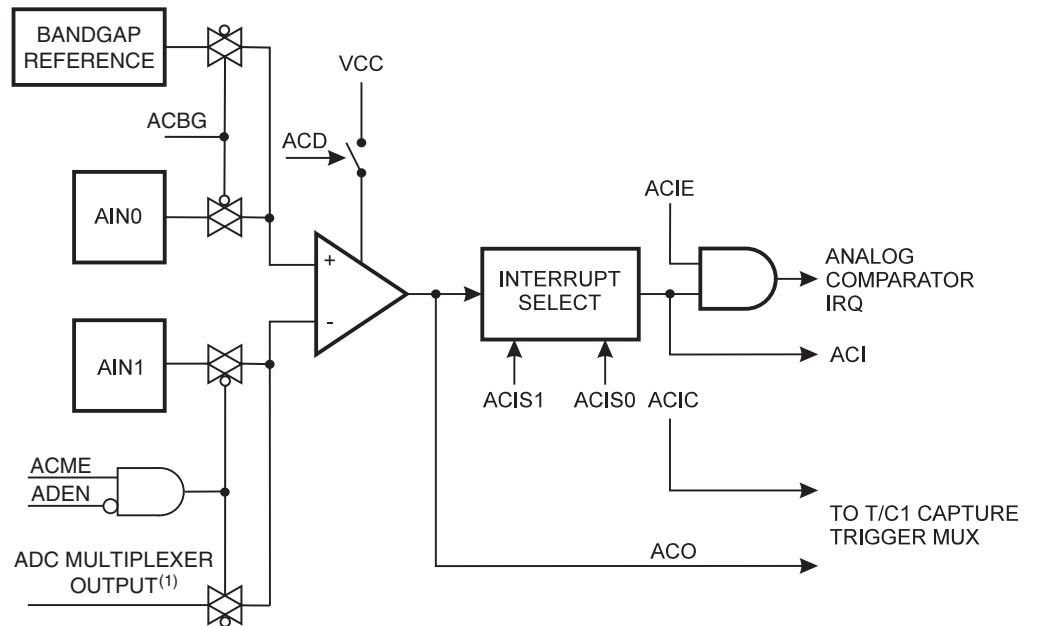 BANDGAP
REFERENCE
VCC
ACBG
ACD
AIN0
ACIE
+
-
INTERRUPT
SELECT
ANALOG
COMPARATOR
IRQ
AIN1
ACI
ACIS1
ACIS0
ACIC
ACME
ADEN
TO T/C1 CAPTURE
TRIGGER MUX
ADC MULTIPLEXER
OUTPUT(1)
ACO